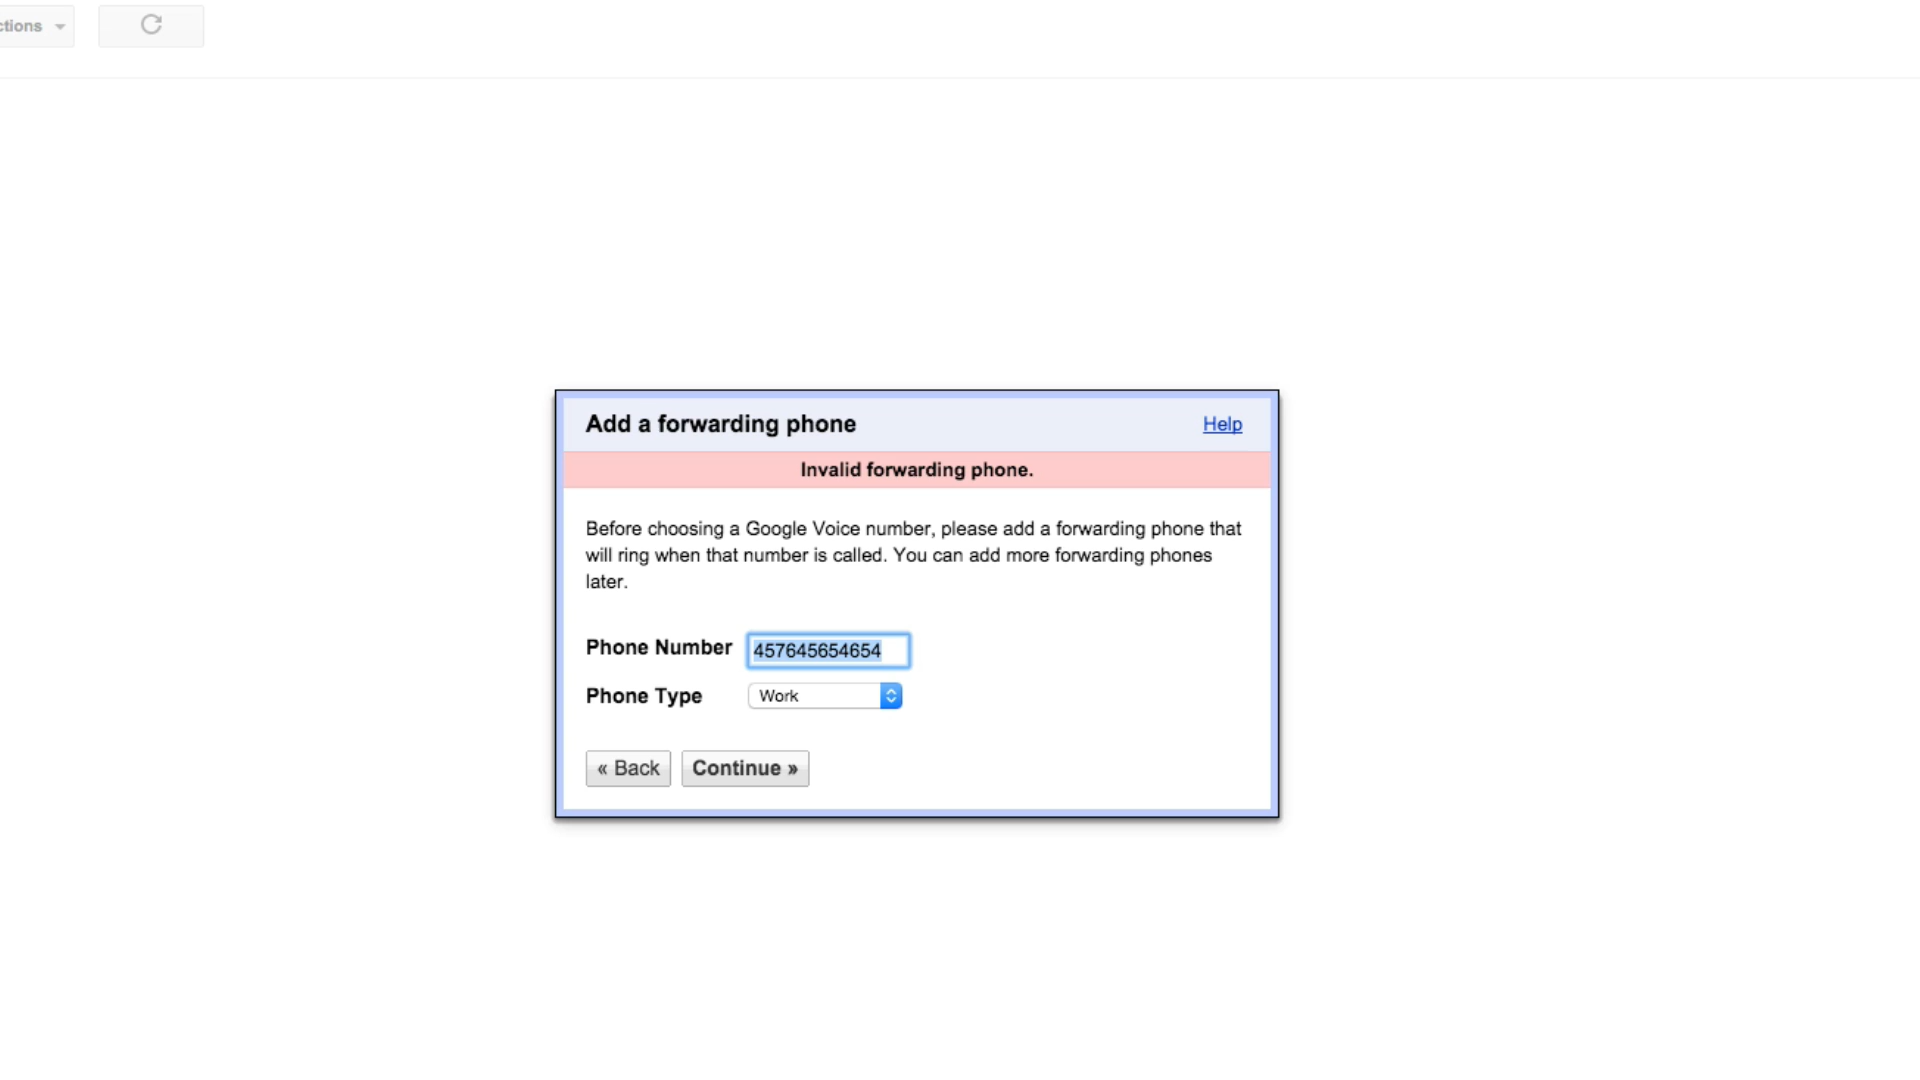 ctions
Add a forwarding phone
Help
Invalid forwarding phone.
Before choosing a Google Voice number, please add a forwarding phone that
will ring when that number is called. You can add more forwarding phones
later.
Phone Number 457645654654
Phone Type Work
« Back Continue »